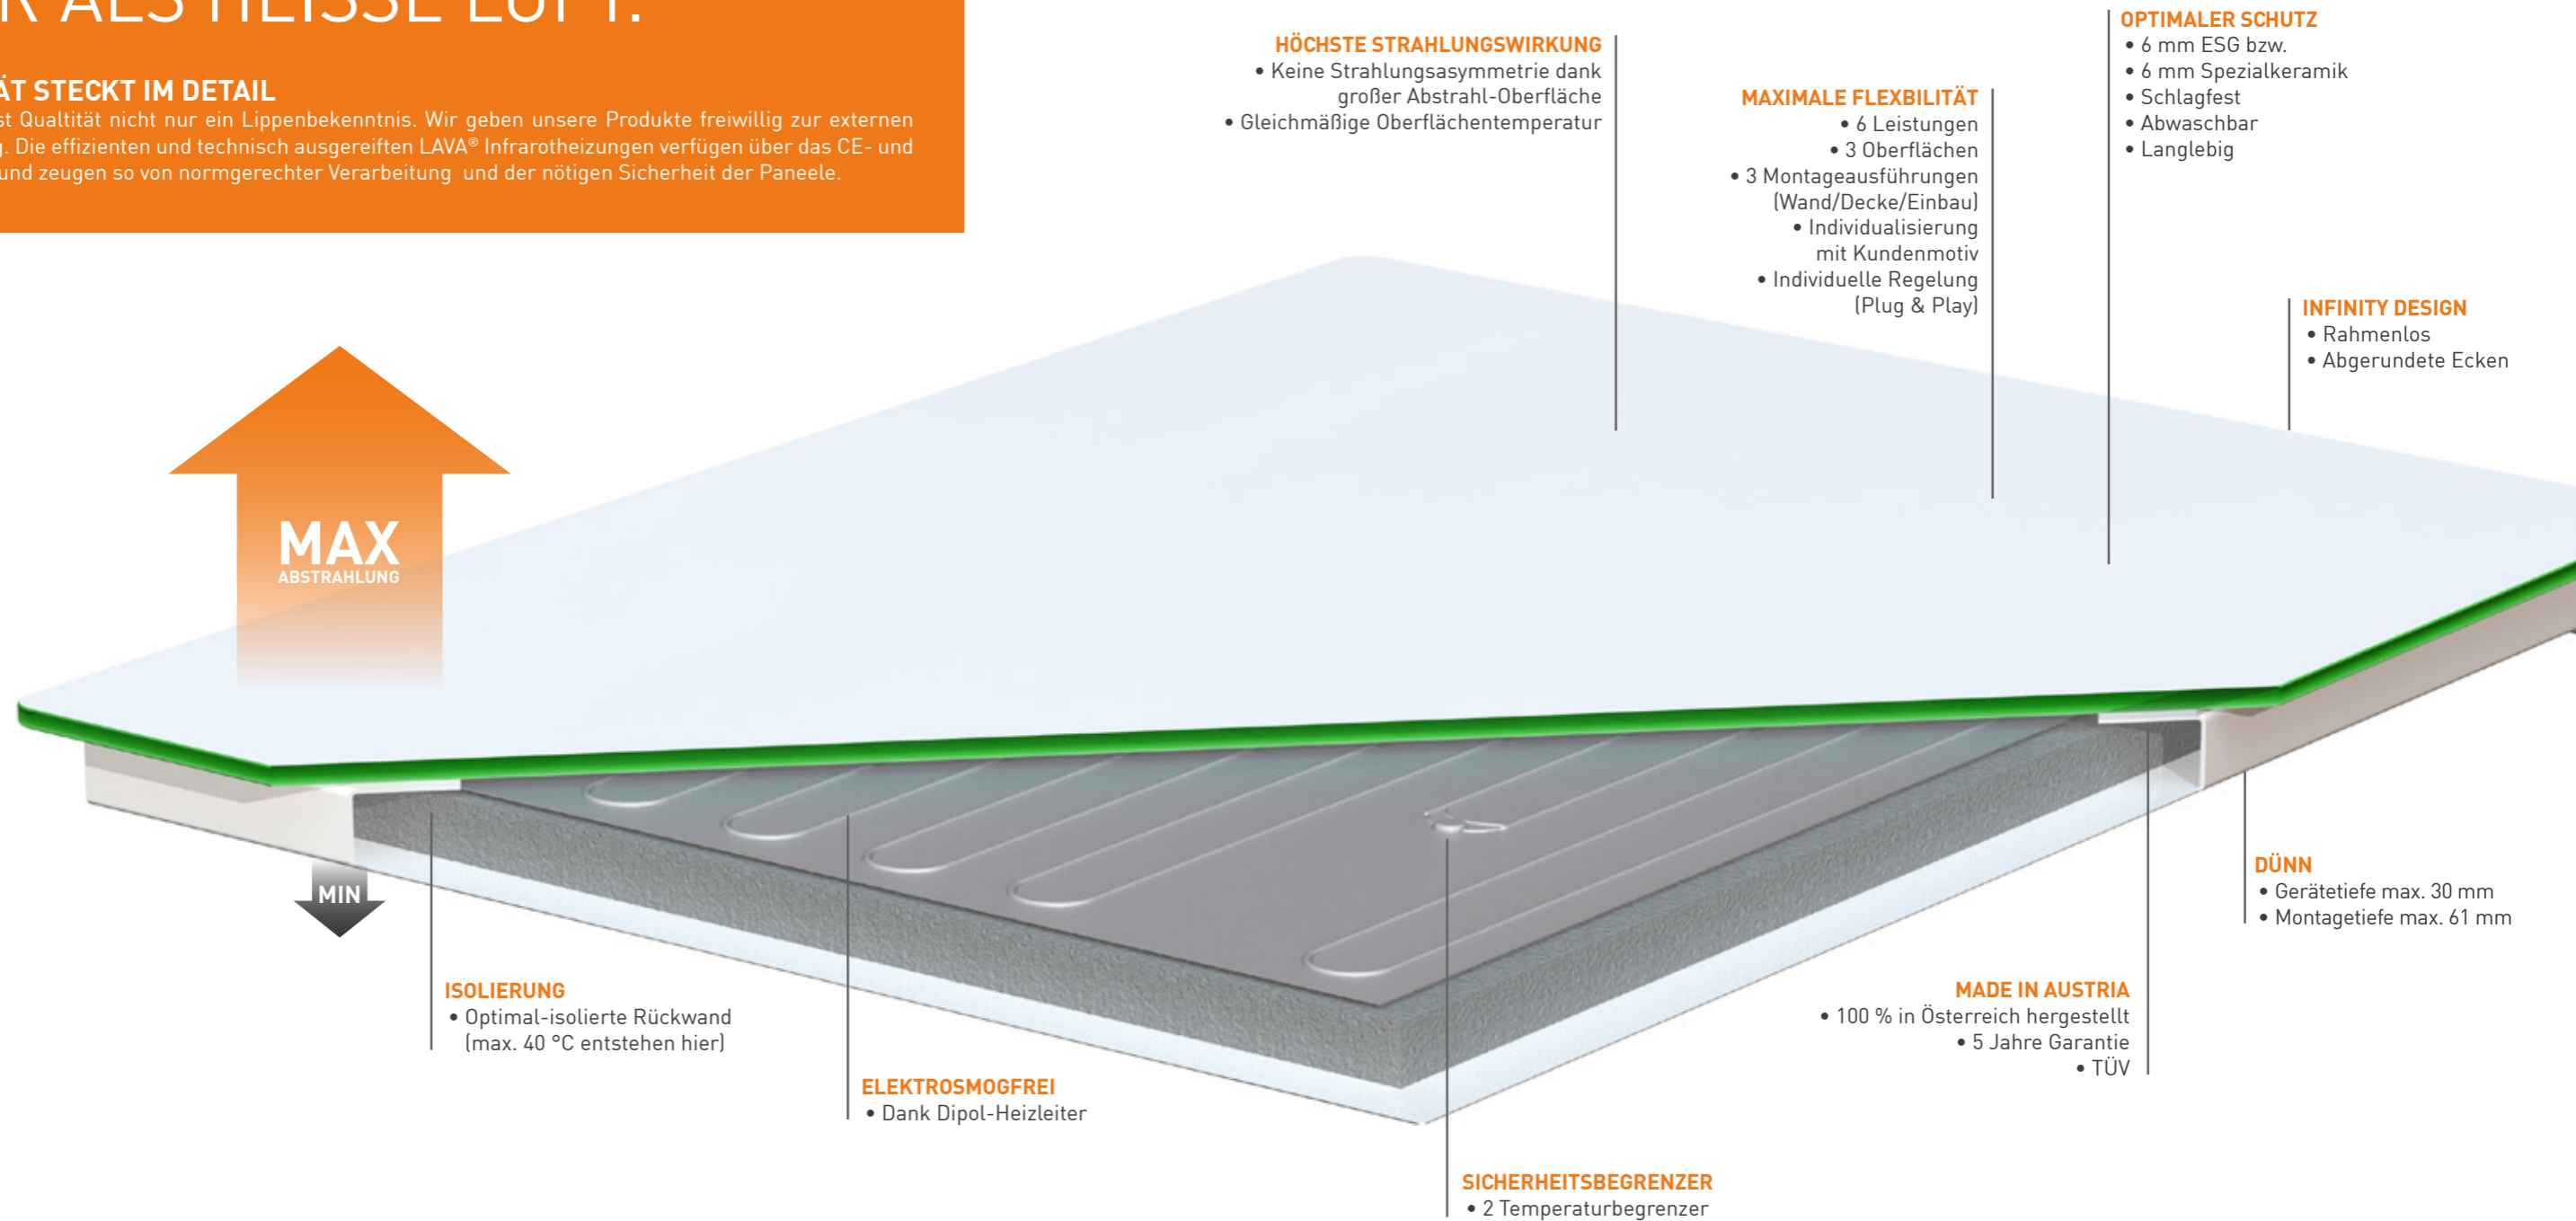 R ALS HEISSE LUFT.
ÄT STECKT IM DETAIL
st Qualtität nicht nur ein Lippenbekenntnis. Wir geben unsere Produkte freiwillig zur externen
g. Die effizienten und technisch ausgereiften LAVA® Infrarotheizungen verfügen über das CE- und
und zeugen so von normgerechter Verarbeitung und der nötigen Sicherheit der Paneele.
HÖCHSTE STRAHLUNGSWIRKUNG
• Keine Strahlungsasymmetrie dank
großer Abstrahl-Oberfläche
• Gleichmäßige Oberflächentemperatur
MAXIMALE FLEXBILITÄT
• 6 Leistungen
• 3 Oberflächen
• 3 Montageausführungen
(Wand/Decke/Einbau)
• Individualisierung
mit Kundenmotiv
• Individuelle Regelung
(Plug & Play)
OPTIMALER SCHUTZ
• 6 mm ESG bzw.
• 6 mm Spezialkeramik
• Schlagfest
• Abwaschbar
• Langlebig
INFINITY DESIGN
• Rahmenlos
• Abgerundete Ecken
MAX
ABSTRAHLUNG
MIN
ISOLIERUNG
• Optimal-isolierte Rückwand
(max. 40 °C entstehen hier)
ELEKTROSMOGFREI
• Dank Dipol-Heizleiter
SICHERHEITSBEGRENZER
• 2 Temperaturbegrenzer
MADE IN AUSTRIA
• 100 % in Österreich hergestellt
• 5 Jahre Garantie
• TÜV
DÜNN
• Gerätetiefe max. 30 mm
• Montagetiefe max. 61 mm